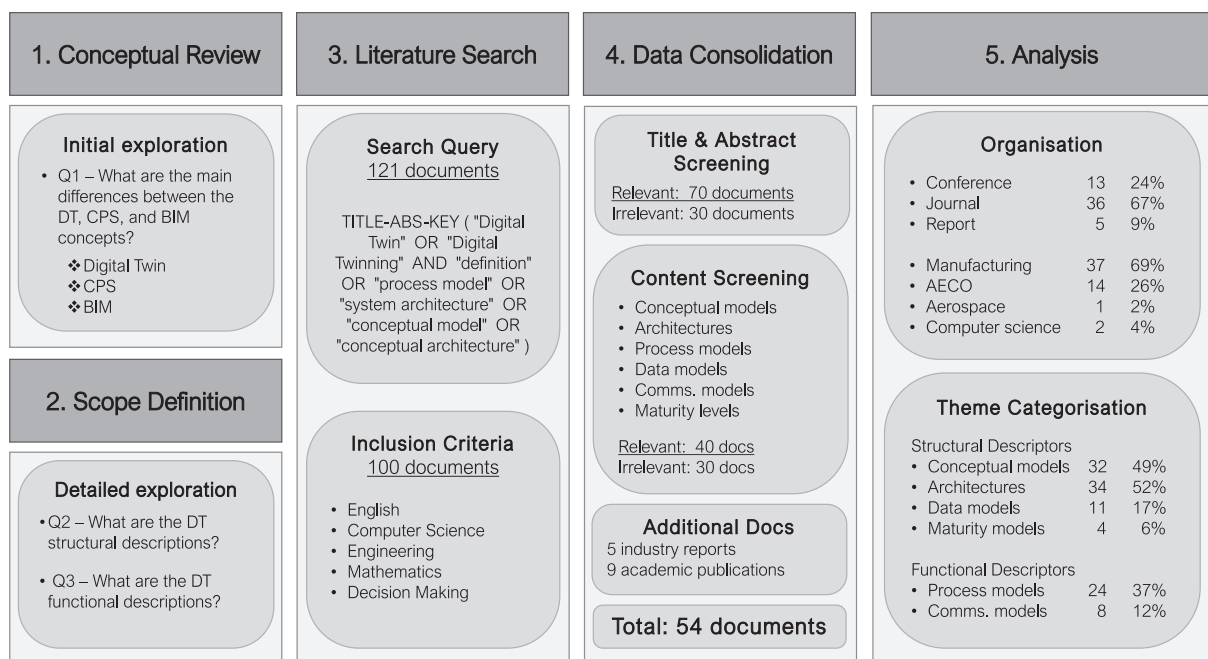 1. Conceptual Review
Initial exploration
• Q1 – What are the main
differences between the
DT, CPS, and BIM
concepts?
❖Digital Twin
❖CPS
❖BIM
2. Scope Definition
Detailed exploration
•Q2 – What are the DT
structural descriptions?
• Q3 – What are the DT
functional descriptions?
3. Literature Search
Search Query
121 documents
TITLE-ABS-KEY ( "Digital
Twin" OR "Digital
Twinning" AND "definition"
OR "process model" OR
"system architecture" OR
"conceptual model" OR
"conceptual architecture" )
Inclusion Criteria
100 documents
• English
• Computer Science
• Engineering
• Mathematics
• Decision Making
4. Data Consolidation
Title & Abstract
Screening
Relevant: 70 documents
Irrelevant: 30 documents
Content Screening
• Conceptual models
• Architectures
• Process models
• Data models
• Comms. models
• Maturity levels
Relevant: 40 docs
Irrelevant: 30 docs
Additional Docs
5 industry reports
9 academic publications
Total: 54 documents
5. Analysis
Organisation
• Conference 13 24%
• Journal 36 67%
• Report 5 9%
• Manufacturing 37 69%
• AECO 14 26%
• Aerospace 1 2%
• Computer science 2 4%
Theme Categorisation
Structural Descriptors
• Conceptual models 32 49%
• Architectures 34 52%
• Data models 11 17%
• Maturity models 4 6%
Functional Descriptors
• Process models 24 37%
• Comms. models 8 12%